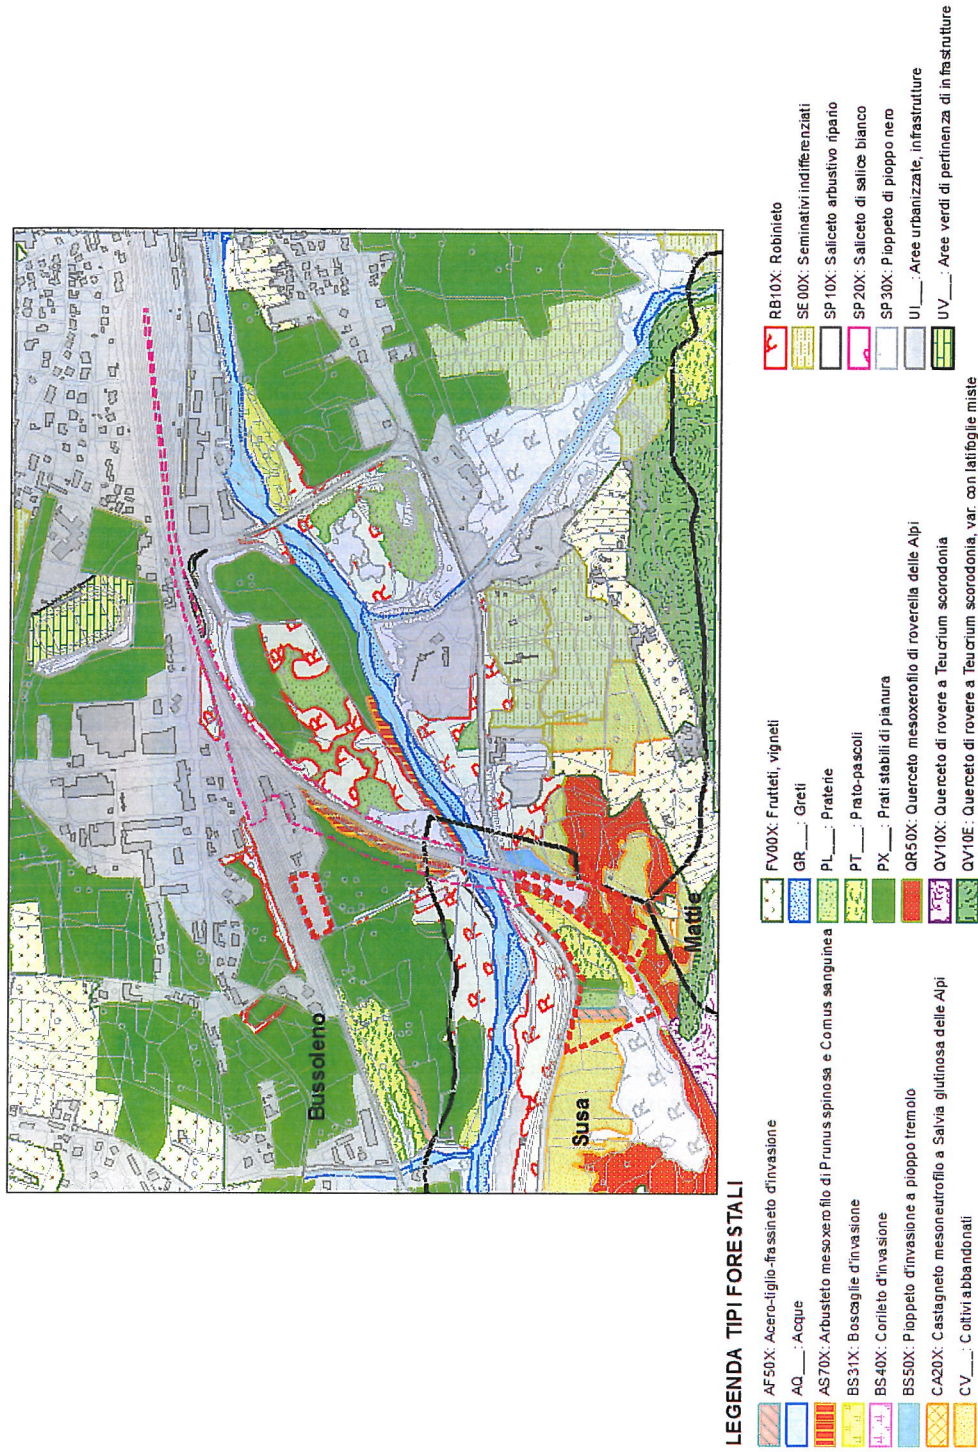 Bussoleno
Susa
Mattie
LEGENDA TIPI FORESTALI
AF50X: Acero-tiglio-frassineto d'invasione
AQ___: Acque
AS70X: Arbusteto mesoxerofilo di Prunus spinosa e Cornus sanguinea
BS31X: Boscaglie d'invasione
BS40X: Corileto d'invasione
BS50X: Pioppeto d'invasione a pioppo tremolo
CA20X: Castagneto mesoneutrofilo a Salvia glutinosa delle Alpi
CV___: Coltivi abbandonati
FV00X: Frutteti, vigneti
GR___: Greti
PL___: Praterie
PT___: Prato-pascoli
PX___: Prati stabili di pianura
QR50X: Querceto mesoxerofilo di roverella delle Alpi
QV10X: Querceto di rovere a Teucrium scorodonia
QV10E: Querceto di rovere a Teucrium scorodonia, var. con latifoglie miste
RB10X: Robinieto
SE00X: Seminativi indifferenziati
SP10X: Saliceto arbustivo ripario
SP20X: Saliceto di salice bianco
SP30X: Pioppeto di pioppo nero
UI___: Aree urbanizzate, infrastrutture
UV___: Aree verdi di pertinenza di infrastrutture